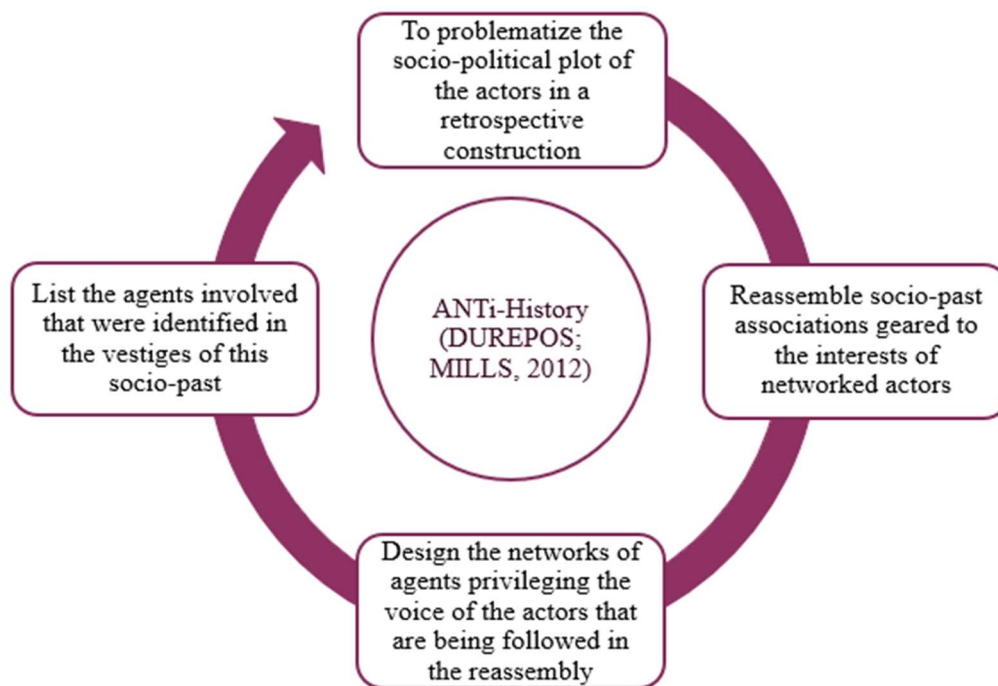 To problematize the
socio-political plot of
the actors in a
retrospective
construction
Reassemble socio-past
associations geared to
the interests of
networked actors
Design the networks of
agents privileging the
voice of the actors that
are being followed in
the reassembly
List the agents involved
that were identified in
the vestiges of this
socio-past
ANTi-History
(DUREPOS;
MILLS, 2012)